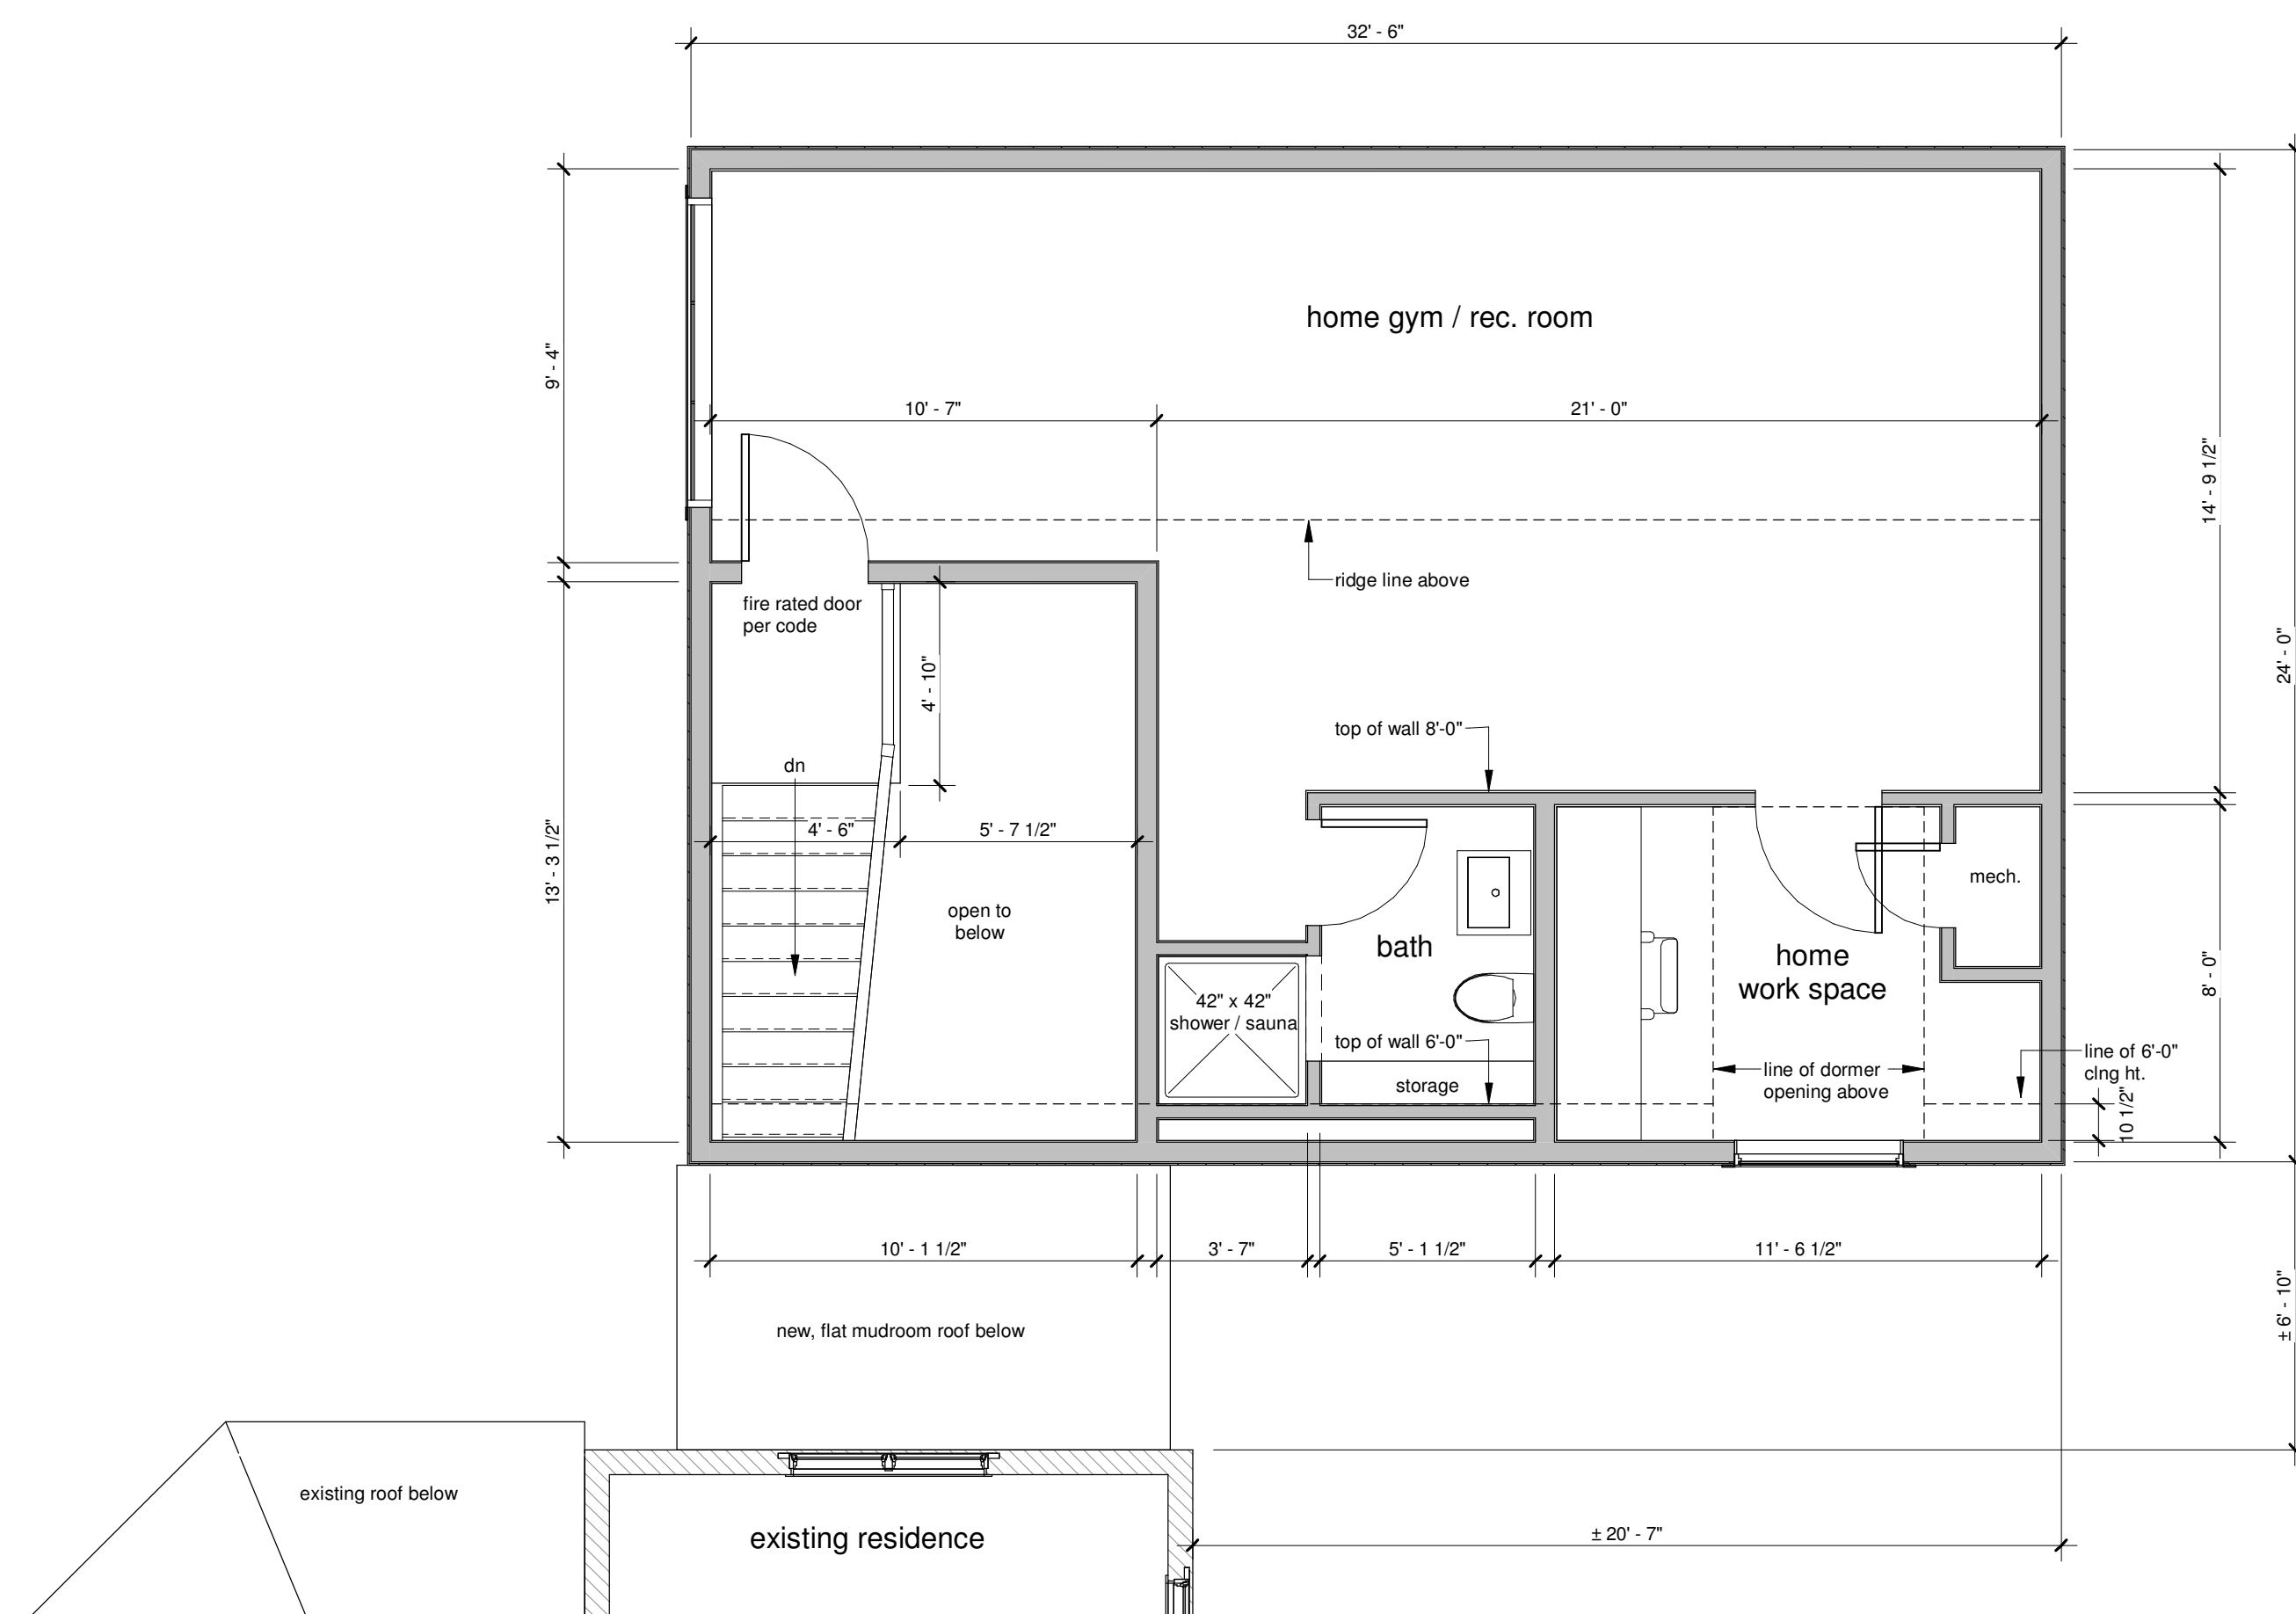 32' - 6"
home gym / rec. room
9' - 4"
10' - 7"
21' - 0"
14' - 9 1/2"
ridge line above
fire rated door
per code
24' - 0"
4' - 10"
top of wall 8'-0"
dn
4' - 6"
5' - 7 1/2"
13' - 3 1/2"
open to
below
mech.
bath
home
work space
8' - 0"
42" x 42"
shower / sauna
top of wall 6'-0"
storage
line of dormer
opening above
line of 6'-0"
clng ht.
10 1/2"
10' - 1 1/2"
3' - 7"
5' - 1 1/2"
11' - 6 1/2"
± 6' - 10"
new, flat mudroom roof below
existing roof below
existing residence
± 20' - 7"